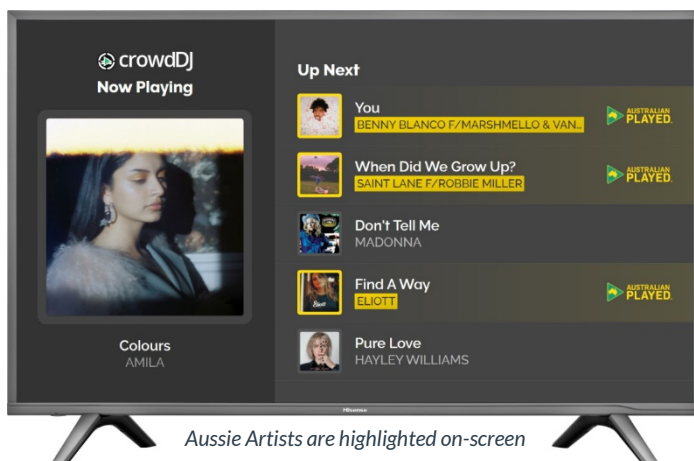 crowdDJ
Now Playing
Colours
AMILA
Up Next
You
BENNY BLANCO F/MARSHMELLO & VAN...
AUSTRALIAN
PLAYED.
When Did We Grow Up?
SAINT LANE F/ROBBIE MILLER
AUSTRALIAN
PLAYED.
Don't Tell Me
MADONNA
Find A Way
ELIOTT
AUSTRALIAN
PLAYED.
Pure Love
HAYLEY WILLIAMS
Hisense
Aussie Artists are highlighted on-screen